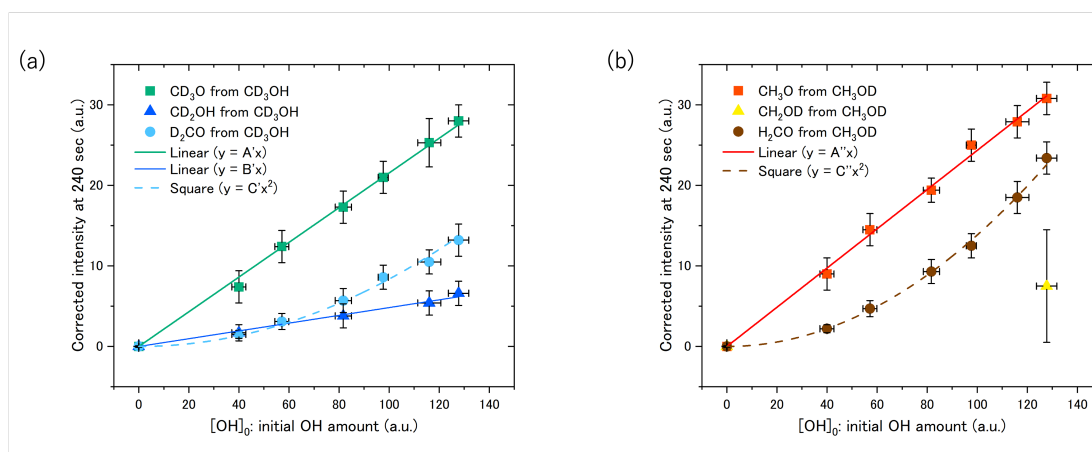 (a)
CD₃O from CD₃OH
CD₂OH from CD₃OH
D₂CO from CD₃OH
Linear (y = A'x)
Linear (y = B'x)
Square (y = C'x²)
Corrected intensity at 240 sec (a.u.)
30
20
10
0
0 20 40 60 80 100 120 140
[OH]₀: initial OH amount (a.u.)
(b)
CH₃O from CH₃OD
CH₂OD from CH₃OD
H₂CO from CH₃OD
Linear (y = A''x)
Square (y = C''x²)
Corrected intensity at 240 sec (a.u.)
30
20
10
0
0 20 40 60 80 100 120 140
[OH]₀: initial OH amount (a.u.)